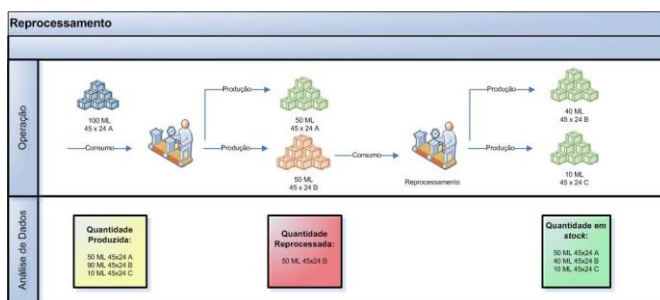 Reprocessamento
Operação
100 ML
45 x 24 A
Consumo
Produção
50 ML
45 x 24 A
Produção
50 ML
45 x 24 B
Consumo
Reprocessamento
Produção
40 ML
45 x 24 B
Produção
10 ML
45 x 24 C
Análise de Dados
Quantidade
Produzida:
50 ML 45x24 A
90 ML 45x24 B
10 ML 45x24 C
Quantidade
Reprocessada:
50 ML 45x24 B
Quantidade em
stock:
50 ML 45x24 A
40 ML 45x24 B
10 ML 45x24 C